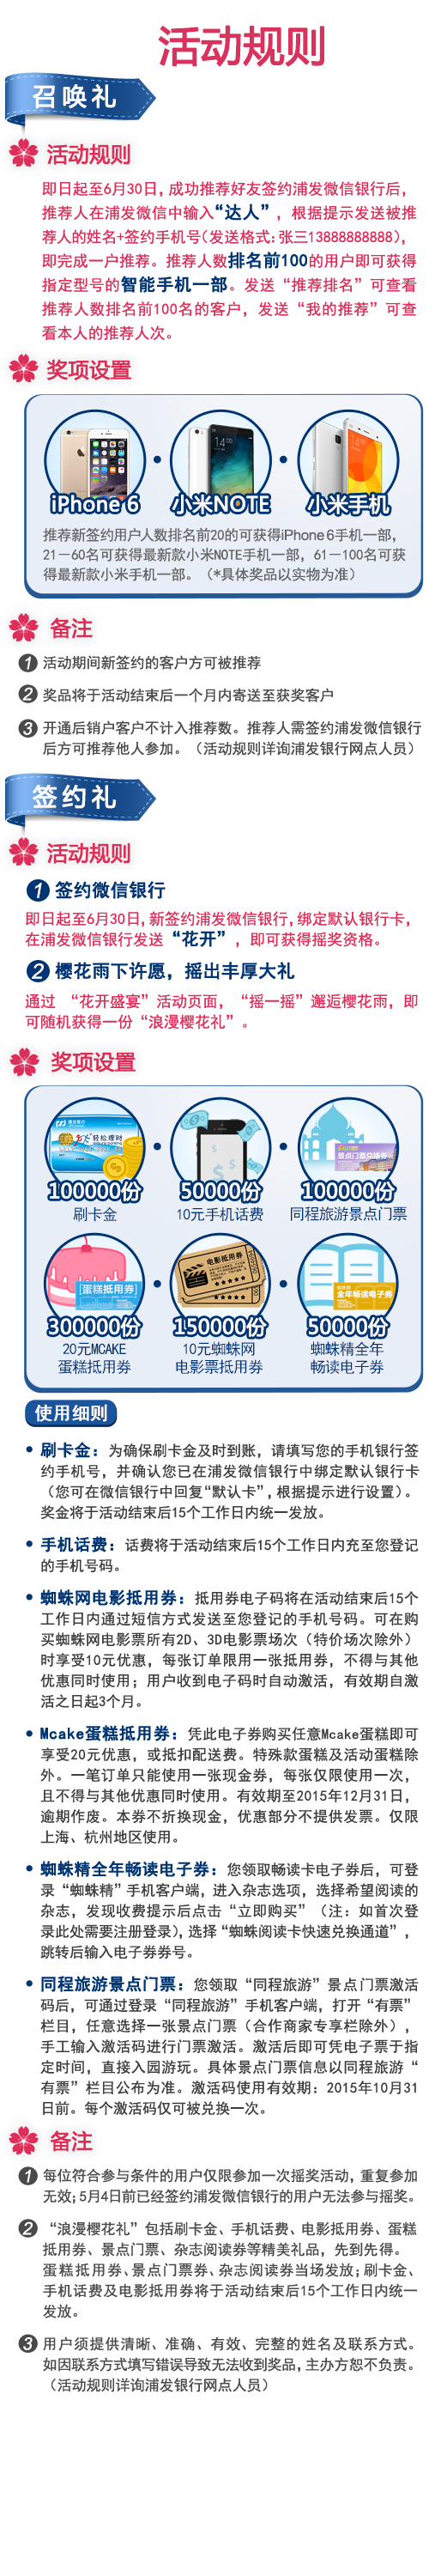 活动规则
召唤礼
活动规则
即日起至6月30日，成功推荐好友签约浦发微信银行后，
推荐人在浦发微信中输入“达人”，根据提示发送被推
荐人的姓名+签约手机号(发送格式：张三13888888888)，
即完成一户推荐。推荐人数排名前100的用户即可获得
指定型号的智能手机一部。发送“推荐排名”可查看
推荐人数排名前100名的客户，发送“我的推荐”可查
看本人的推荐人次。
奖项设置
iPhone 6
小米NOTE
小米手机
推荐新签约用户人数排名前20的可获得iPhone 6手机一部，
21－60名可获得最新款小米NOTE手机一部，61－100名可获
得最新款小米手机一部。（*具体奖品以实物为准）
备注
1 活动期间新签约的客户方可被推荐
2 奖品将于活动结束后一个月内寄送至获奖客户
3 开通后销户客户不计入推荐数。推荐人需签约浦发微信银行
后方可推荐他人参加。（活动规则详询浦发银行网点人员）
签约礼
活动规则
1 签约微信银行
即日起至6月30日，新签约浦发微信银行，绑定默认银行卡，
在浦发微信银行发送“花开”，即可获得摇奖资格。
2 樱花雨下许愿，摇出丰厚大礼
通过 “花开盛宴”活动页面，“摇一摇”邂逅樱花雨，即
可随机获得一份“浪漫樱花礼”。
奖项设置
轻松理财
景点门票兑换券
100000份
50000份
100000份
刷卡金
10元手机话费
同程旅游景点门票
蛋糕抵用券
电影抵用券
全年畅读电子券
300000份
150000份
50000份
20元MCAKE
蛋糕抵用券
10元蜘蛛网
电影票抵用券
蜘蛛精全年
畅读电子券
使用细则
• 刷卡金：为确保刷卡金及时到账，请填写您的手机银行签
约手机号，并确认您已在浦发微信银行中绑定默认银行卡
（您可在微信银行中回复“默认卡”，根据提示进行设置）。
奖金将于活动结束后15个工作日内统一发放。
• 手机话费：话费将于活动结束后15个工作日内充至您登记
的手机号码。
• 蜘蛛网电影抵用券：抵用券电子码将在活动结束后15个
工作日内通过短信方式发送至您登记的手机号码。可在购
买蜘蛛网电影票所有2D、3D电影票场次（特价场次除外）
时享受10元优惠，每张订单限用一张抵用券，不得与其他
优惠同时使用；用户收到电子码时自动激活，有效期自激
活之日起3个月。
• Mcake蛋糕抵用券：凭此电子券购买任意Mcake蛋糕即可
享受20元优惠，或抵扣配送费。特殊款蛋糕及活动蛋糕除
外。一笔订单只能使用一张现金券，每张仅限使用一次，
且不得与其他优惠同时使用。有效期至2015年12月31日，
逾期作废。本券不折换现金，优惠部分不提供发票。仅限
上海、杭州地区使用。
• 蜘蛛精全年畅读电子券：您领取畅读卡电子券后，可登
录“蜘蛛精”手机客户端，进入杂志选项，选择希望阅读的
杂志，发现收费提示后点击“立即购买”（注：如首次登
录此处需要注册登录），选择“蜘蛛阅读卡快速兑换通道”，
跳转后输入电子券券号。
• 同程旅游景点门票：您领取“同程旅游”景点门票激活
码后，可通过登录“同程旅游”手机客户端，打开“有票”
栏目，任意选择一张景点门票（合作商家专享栏除外），
手工输入激活码进行门票激活。激活后即可凭电子票于指
定时间，直接入园游玩。具体景点门票信息以同程旅游“
有票”栏目公布为准。激活码使用有效期：2015年10月31
日前。每个激活码仅可被兑换一次。
备注
1 每位符合参与条件的用户仅限参加一次摇奖活动，重复参加
无效；5月4日前已经签约浦发微信银行的用户无法参与摇奖。
2 “浪漫樱花礼”包括刷卡金、手机话费、电影抵用券、蛋糕
抵用券、景点门票、杂志阅读券等精美礼品，先到先得。
蛋糕抵用券、景点门票券、杂志阅读券当场发放；刷卡金、
手机话费及电影抵用券将于活动结束后15个工作日内统一
发放。
3 用户须提供清晰、准确、有效、完整的姓名及联系方式。
如因联系方式填写错误导致无法收到奖品，主办方恕不负责。
（活动规则详询浦发银行网点人员）